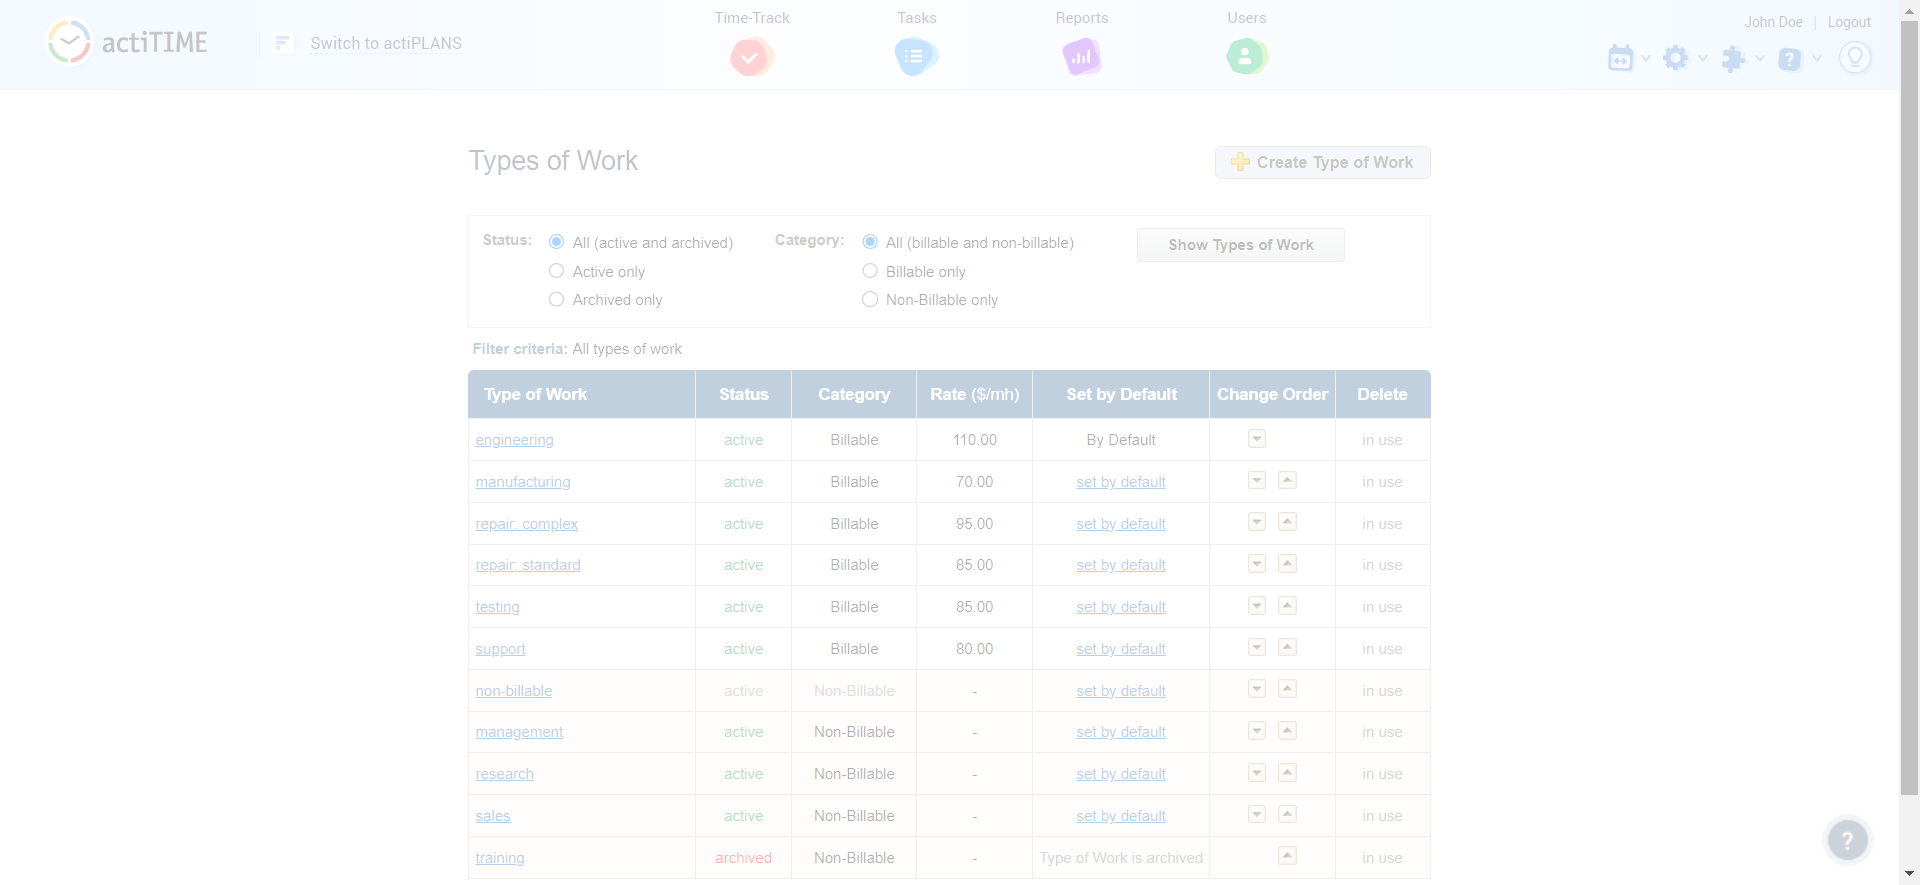 actiTIME
Switch to actiPLANS
Time-Track
Tasks
Reports
Users
John Doe | Logout
Types of Work
Create Type of Work
Status: All (active and archived)
Active only
Archived only
Category: All (billable and non-billable)
Billable only
Non-Billable only
Show Types of Work
Filter criteria: All types of work
Type of Work Status Category Rate ($/mh) Set by Default Change Order Delete
engineering active Billable 110.00 By Default in use
manufacturing active Billable 70.00 set by default in use
repair: complex active Billable 95.00 set by default in use
repair: standard active Billable 85.00 set by default in use
testing active Billable 85.00 set by default in use
support active Billable 80.00 set by default in use
non-billable active Non-Billable - set by default in use
management active Non-Billable - set by default in use
research active Non-Billable - set by default in use
sales active Non-Billable - set by default in use
training archived Non-Billable - Type of Work is archived in use
?